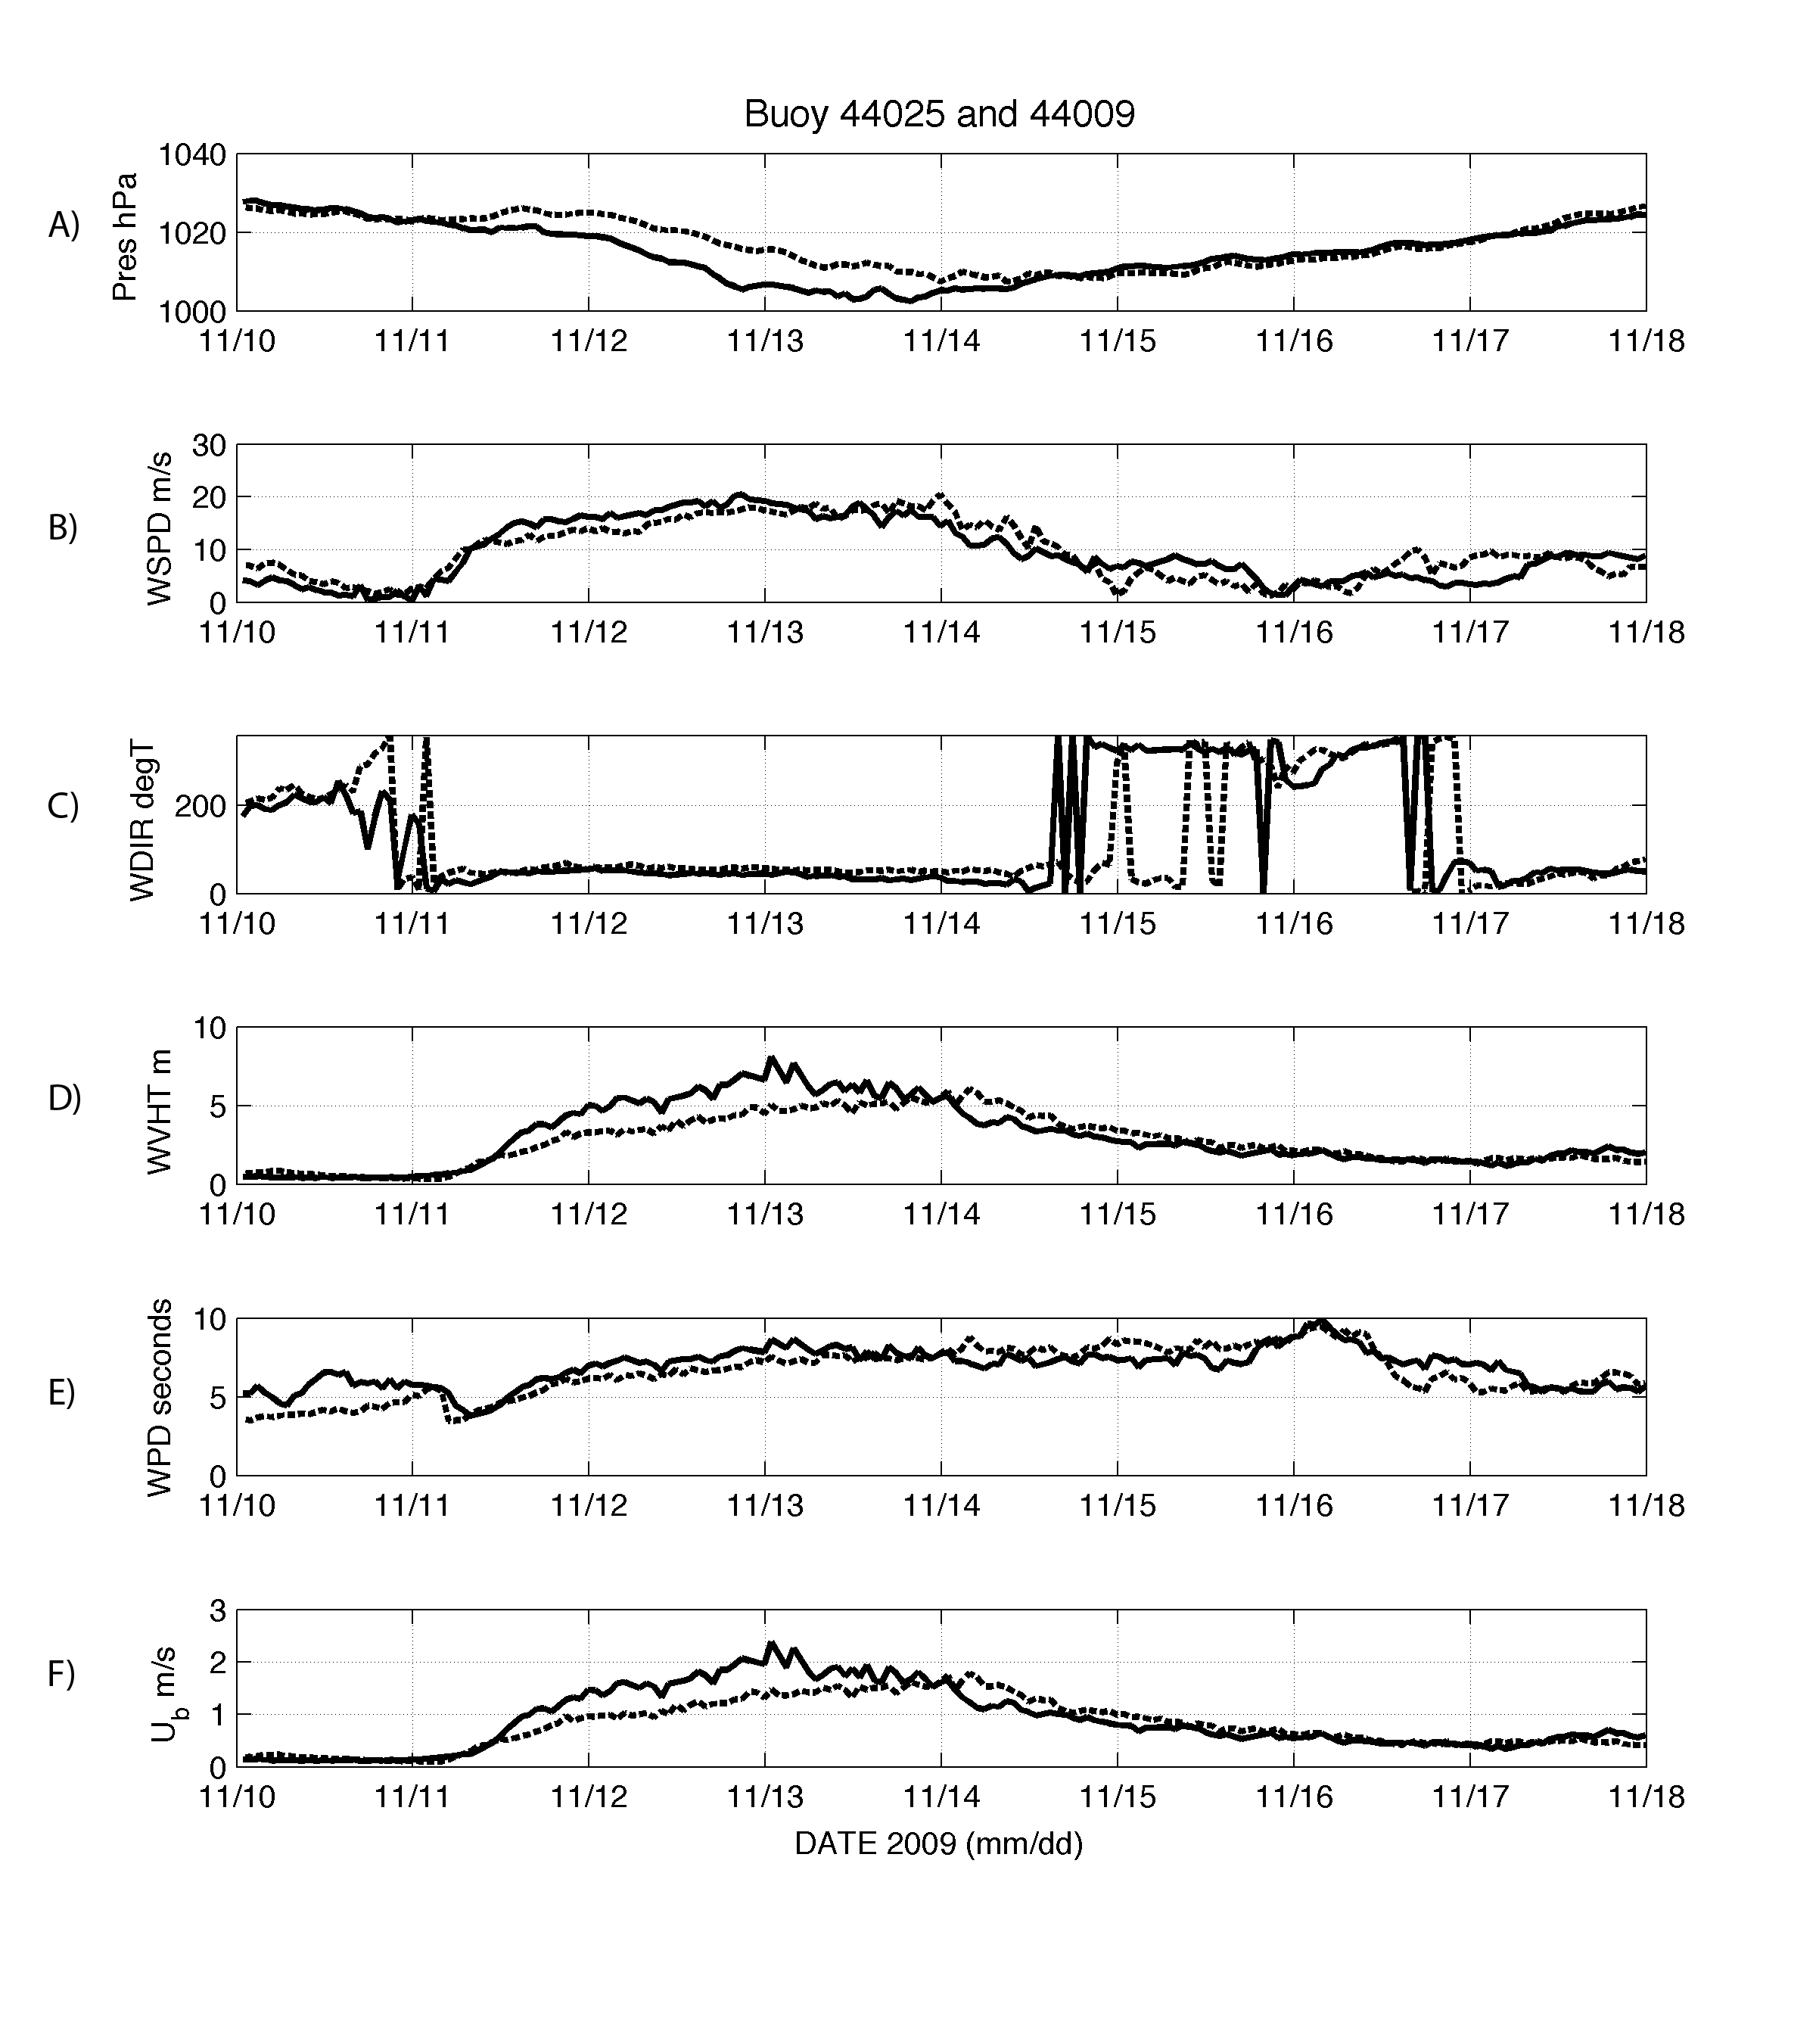 Buoy 44025 and 44009
A)
Pres hPa
1040
1020
1000
11/10 11/11 11/12 11/13 11/14 11/15 11/16 11/17 11/18
B)
WSPD m/s
30
20
10
0
11/10 11/11 11/12 11/13 11/14 11/15 11/16 11/17 11/18
C)
WDIR degT
200
0
11/10 11/11 11/12 11/13 11/14 11/15 11/16 11/17 11/18
D)
WVHT m
10
5
0
11/10 11/11 11/12 11/13 11/14 11/15 11/16 11/17 11/18
E)
WPD seconds
10
5
0
11/10 11/11 11/12 11/13 11/14 11/15 11/16 11/17 11/18
F)
U_b m/s
3
2
1
0
11/10 11/11 11/12 11/13 11/14 11/15 11/16 11/17 11/18
DATE 2009 (mm/dd)